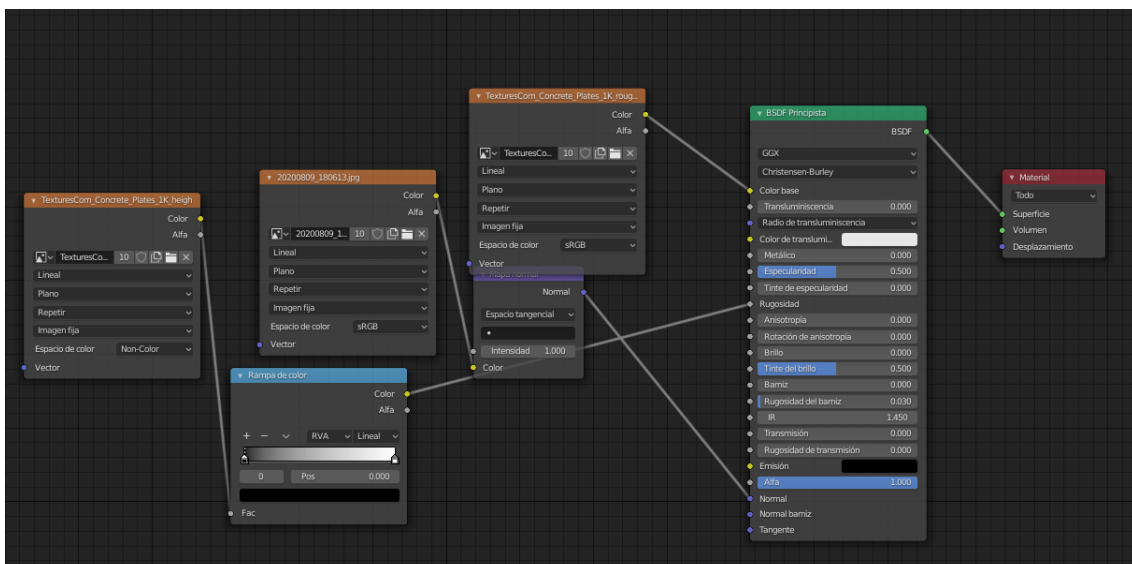 TexturesCom_Concrete_Plates_1K_heigh
Color
Alfa
TexturesCo... 10
Lineal
Plano
Repetir
Imagen fija
Espacio de color Non-Color
Vector
20200809_180613.jpg
Color
Alfa
20200809_1... 10
Lineal
Plano
Repetir
Imagen fija
Espacio de color sRGB
Vector
Rampa de color
Color
Alfa
+ − RVA Lineal
0 Pos 0.000
Fac
TexturesCom_Concrete_Plates_1K_roug...
Color
Alfa
TexturesCo... 10
Lineal
Plano
Repetir
Imagen fija
Espacio de color sRGB
Vector
Mapa normal
Normal
Espacio tangencial
Intensidad 1.000
Color
BSDF Principista
BSDF
GGX
Christensen-Burley
Color base
Transluminiscencia 0.000
Radio de transluminiscencia
Color de translumi...
Metálico 0.000
Especularidad 0.500
Tinte de especularidad 0.000
Rugosidad
Anisotropía 0.000
Rotación de anisotropía 0.000
Brillo 0.000
Tinte del brillo 0.500
Barniz 0.000
Rugosidad del barniz 0.030
IR 1.450
Transmisión 0.000
Rugosidad de transmisión 0.000
Emisión
Alfa 1.000
Normal
Normal barniz
Tangente
Material
Todo
Superficie
Volumen
Desplazamiento